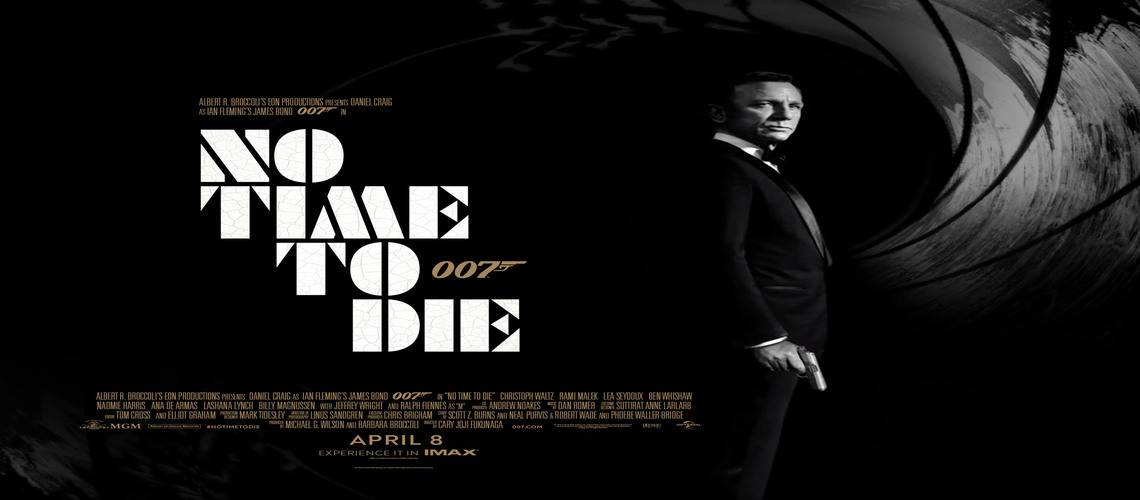 ALBERT R. BROCCOLI'S EON PRODUCTIONS PRESENTS DANIEL CRAIG
AS IAN FLEMING'S JAMES BOND 007 IN
NO
TIME
TO 007
DIE
ALBERT R. BROCCOLI'S EON PRODUCTIONS PRESENTS DANIEL CRAIG AS IAN FLEMING'S JAMES BOND 007 IN "NO TIME TO DIE" CHRISTOPH WALTZ RAMI MALEK LEA SEYDOUX BEN WHISHAW
NAOMIE HARRIS ANA DE ARMAS LASHANA LYNCH BILLY MAGNUSSEN WITH JEFFREY WRIGHT AND RALPH FIENNES AS "M" ANDREW NOAKES DAN ROMER SUTTIRAT ANNE LARLARB
TOM CROSS AND ELLIOT GRAHAM MARK TILDESLEY LINUS SANDGREN CHRIS BRIGHAM SCOTT Z. BURNS AND NEAL PURVIS & ROBERT WADE AND PHOEBE WALLER-BRIDGE
MGM #NOTIMETODIE PRODUCED BY MICHAEL G. WILSON AND BARBARA BROCCOLI DIRECTED BY CARY JOJI FUKUNAGA 007.COM
APRIL 8
EXPERIENCE IT IN IMAX